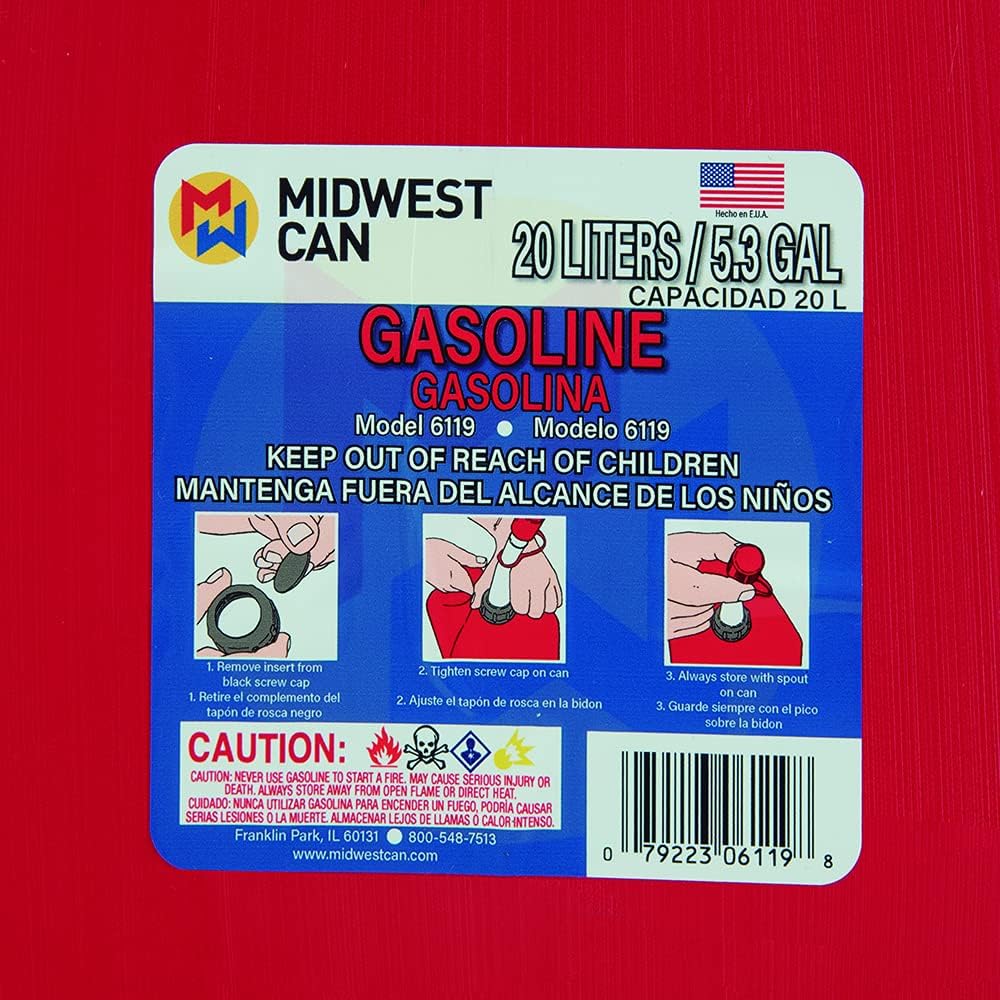 MW
MIDWEST
CAN
Hecho en E.U.A.
20 LITERS / 5.3 GAL
CAPACIDAD 20 L
GASOLINE
GASOLINA
Model 6119 ● Modelo 6119
KEEP OUT OF REACH OF CHILDREN
MANTENGA FUERA DEL ALCANCE DE LOS NIÑOS
1. Remove insert from
black screw cap
1. Retire el complemento del
tapón de rosca negro
2. Tighten screw cap on can
2. Ajuste el tapón de rosca en la bidon
3. Always store with spout
on can
3. Guarde siempre con el pico
sobre la bidon
CAUTION:
CAUTION: NEVER USE GASOLINE TO START A FIRE. MAY CAUSE SERIOUS INJURY OR
DEATH. ALWAYS STORE AWAY FROM OPEN FLAME OR DIRECT HEAT.
CUIDADO: NUNCA UTILIZAR GASOLINA PARA ENCENDER UN FUEGO, PODRÍA CAUSAR
SERIAS LESIONES O LA MUERTE. ALMACENAR LEJOS DE LLAMAS O CALOR INTENSO.
Franklin Park, IL 60131 ● 800-548-7513
www.midwestcan.com
0 79223 06119 8